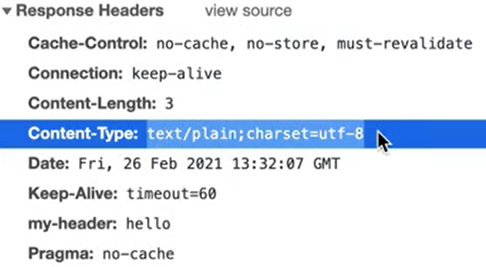 Response Headers view source
Cache-Control: no-cache, no-store, must-revalidate
Connection: keep-alive
Content-Length: 3
Content-Type: text/plain;charset=utf-8
Date: Fri, 26 Feb 2021 13:32:07 GMT
Keep-Alive: timeout=60
my-header: hello
Pragma: no-cache